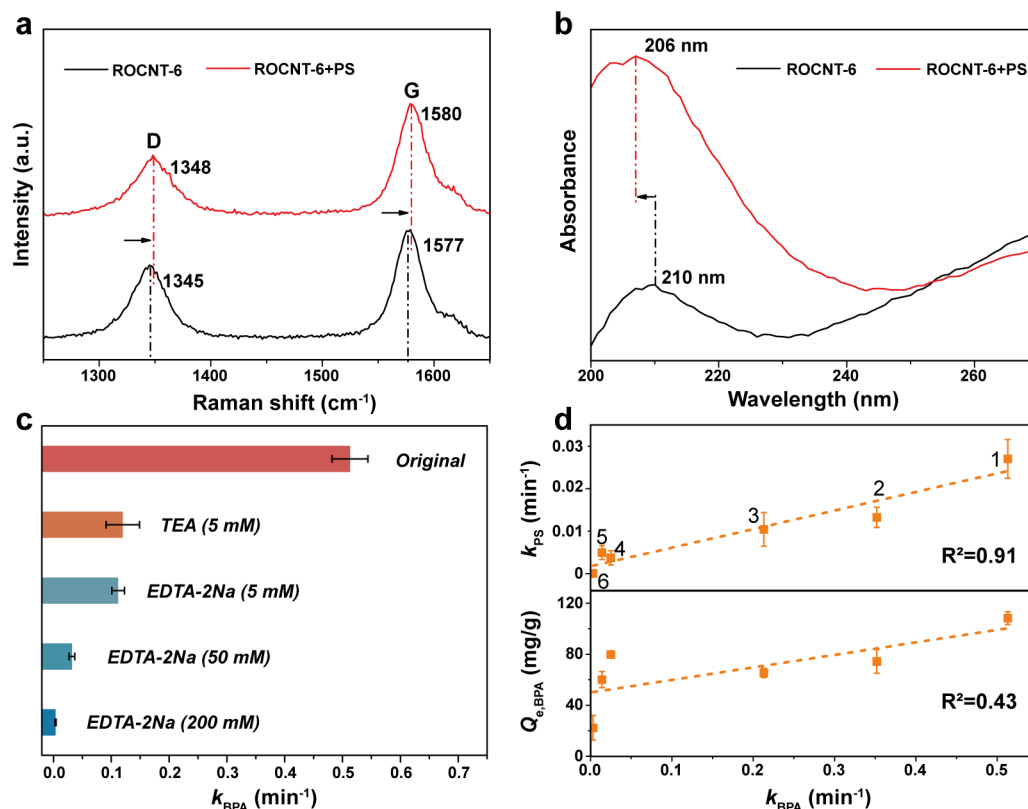 a
ROCNT-6
ROCNT-6+PS
D
G
1348
1580
1345
1577
Intensity (a.u.)
1300
1400
1500
1600
Raman shift (cm⁻¹)
b
206 nm
ROCNT-6
ROCNT-6+PS
210 nm
Absorbance
200
220
240
260
Wavelength (nm)
c
Original
TEA (5 mM)
EDTA-2Na (5 mM)
EDTA-2Na (50 mM)
EDTA-2Na (200 mM)
0.0
0.1
0.2
0.3
0.4
0.5
0.6
0.7
k_BPA (min⁻¹)
d
0.03
0.02
0.01
0.00
k_PS (min⁻¹)
1
2
3
5
4
6
R²=0.91
120
80
40
0
Q_e,BPA (mg/g)
R²=0.43
0.0
0.1
0.2
0.3
0.4
0.5
k_BPA (min⁻¹)